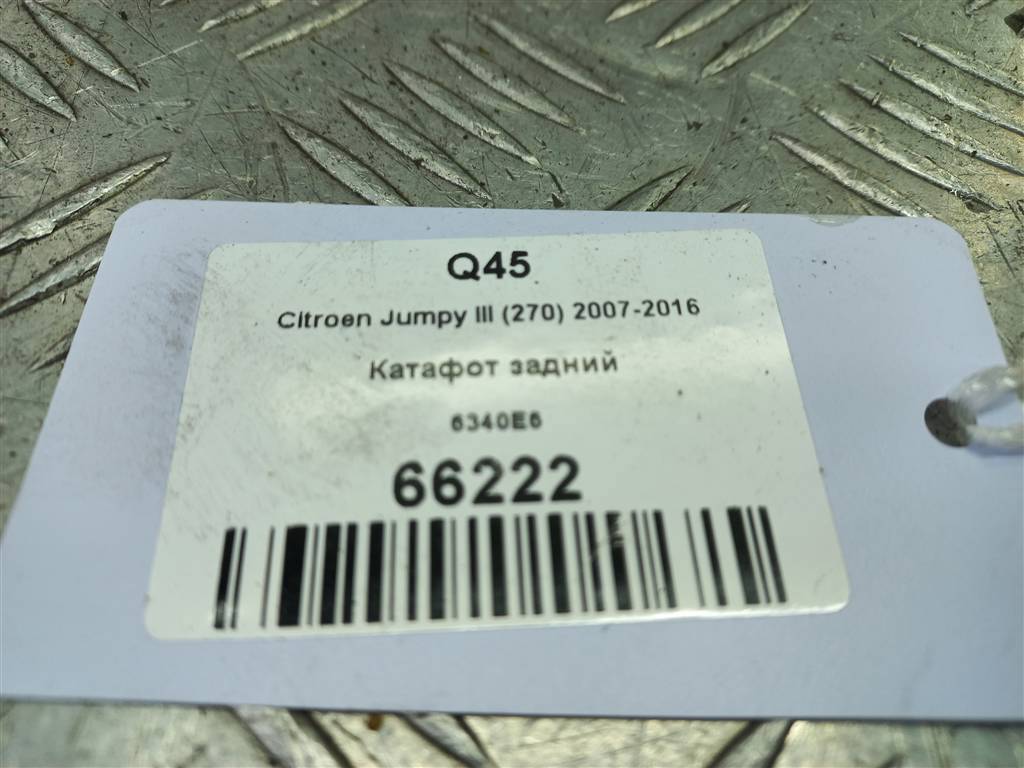 Q45
Citroen Jumpy III (270) 2007-2016
Катафот задний
6340E6
66222